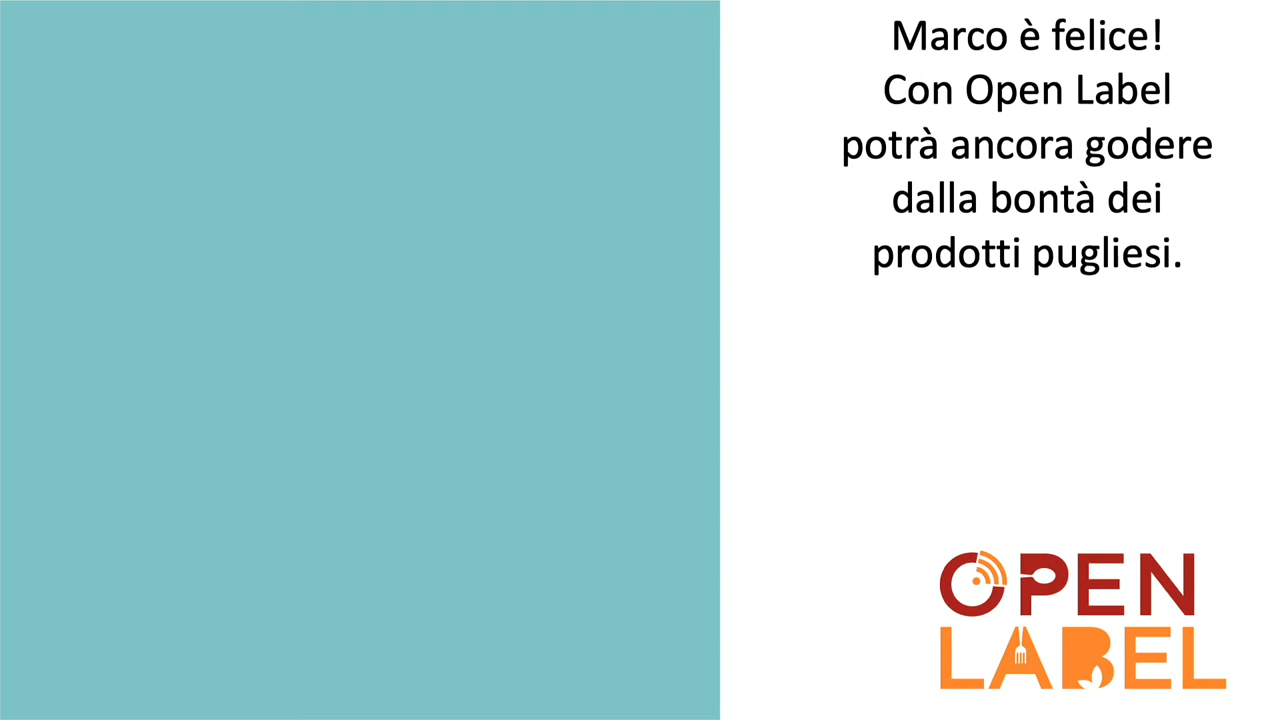 Marco è felice!
Con Open Label
potrà ancora godere
dalla bontà dei
prodotti pugliesi.
OPEN
LABEL